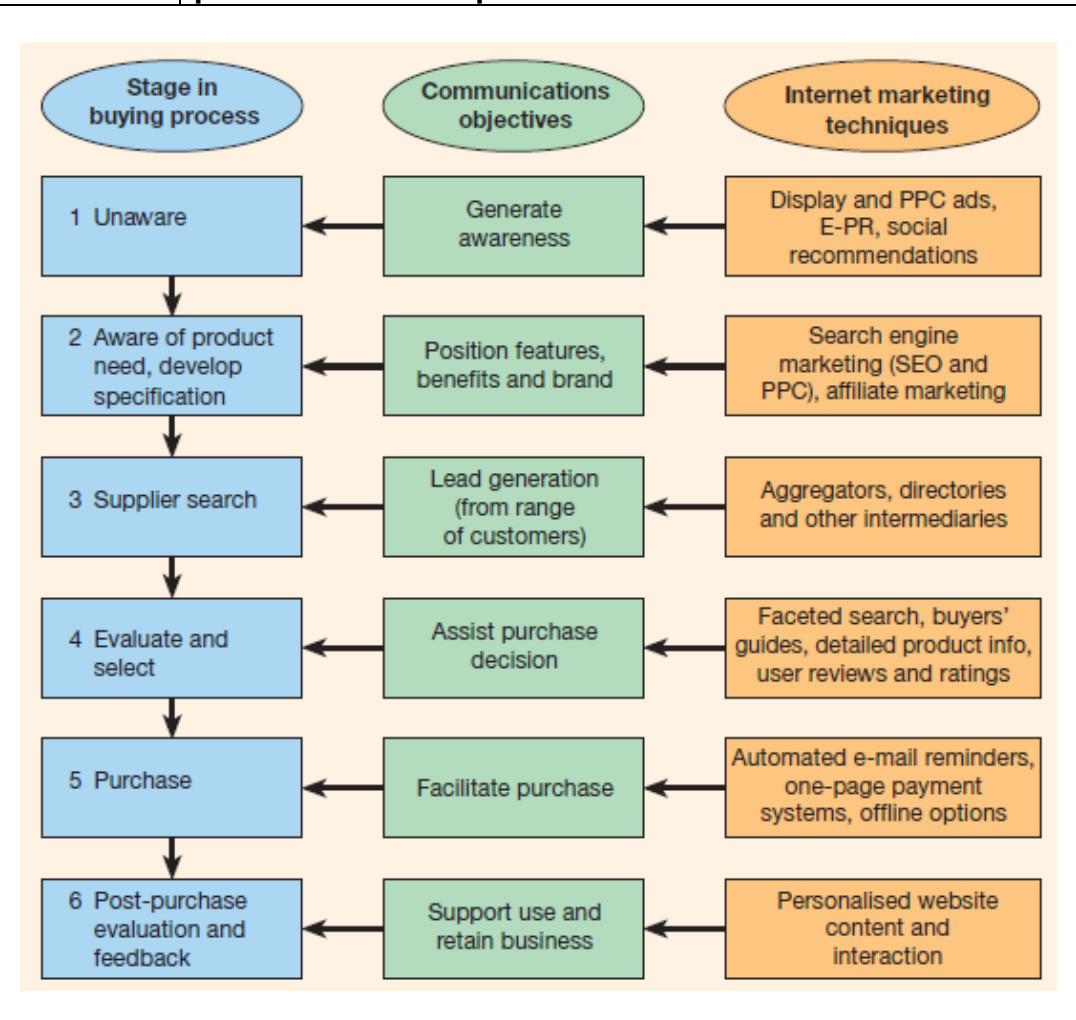 Stage in
buying process
Communications
objectives
Internet marketing
techniques
1 Unaware
Generate
awareness
Display and PPC ads,
E-PR, social
recommendations
2 Aware of product
need, develop
specification
Position features,
benefits and brand
Search engine
marketing (SEO and
PPC), affiliate marketing
3 Supplier search
Lead generation
(from range
of customers)
Aggregators, directories
and other intermediaries
4 Evaluate and
select
Assist purchase
decision
Faceted search, buyers’
guides, detailed product info,
user reviews and ratings
5 Purchase
Facilitate purchase
Automated e-mail reminders,
one-page payment
systems, offline options
6 Post-purchase
evaluation and
feedback
Support use and
retain business
Personalised website
content and
interaction